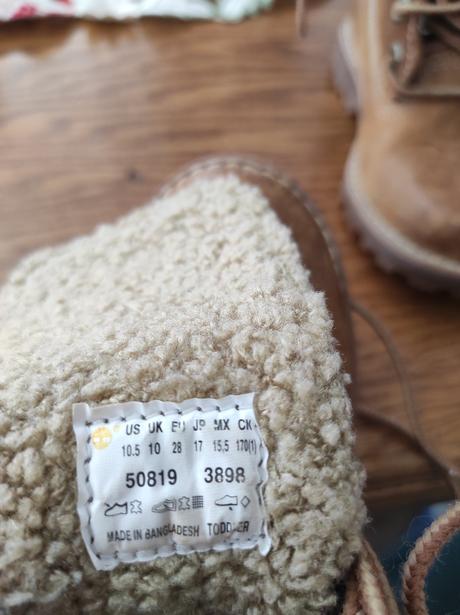 US UK EU JP MX CK
10.5 10 28 17 15.5 170(1)
50819 3898
MADE IN BANGLADESH TODDLER